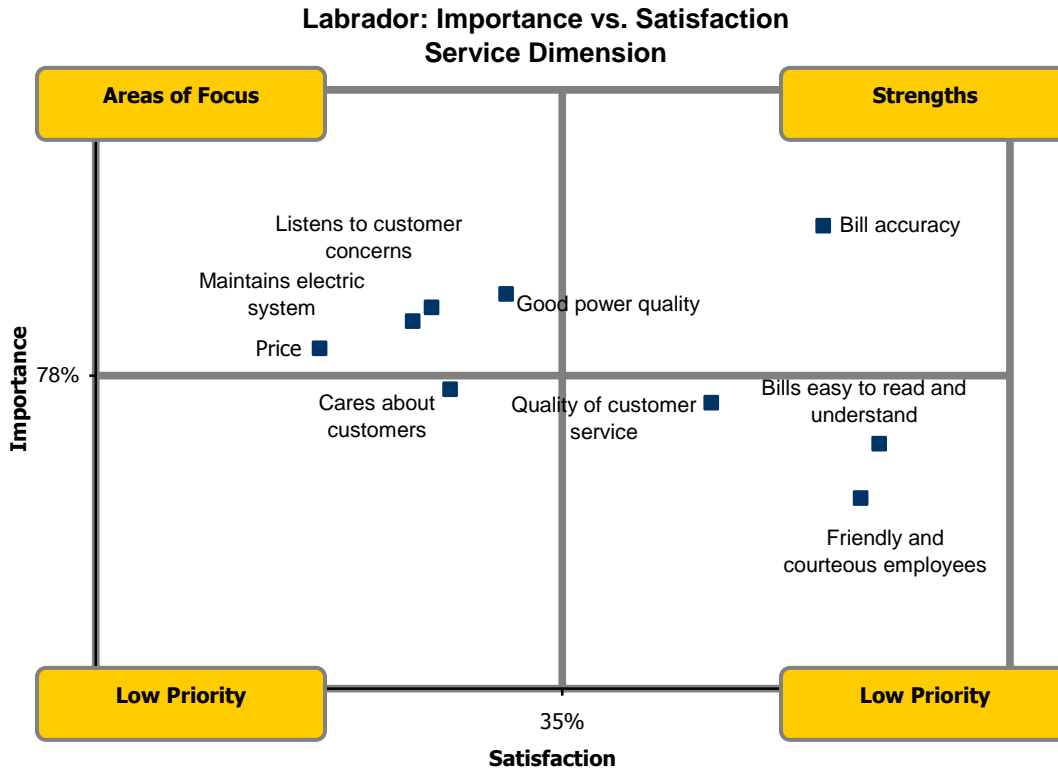 Labrador: Importance vs. Satisfaction
Service Dimension
Areas of Focus
Strengths
Listens to customer
concerns
Bill accuracy
Maintains electric
system
Good power quality
Price
78%
Importance
Cares about
customers
Quality of customer
service
Bills easy to read and
understand
Friendly and
courteous employees
Low Priority
Low Priority
35%
Satisfaction